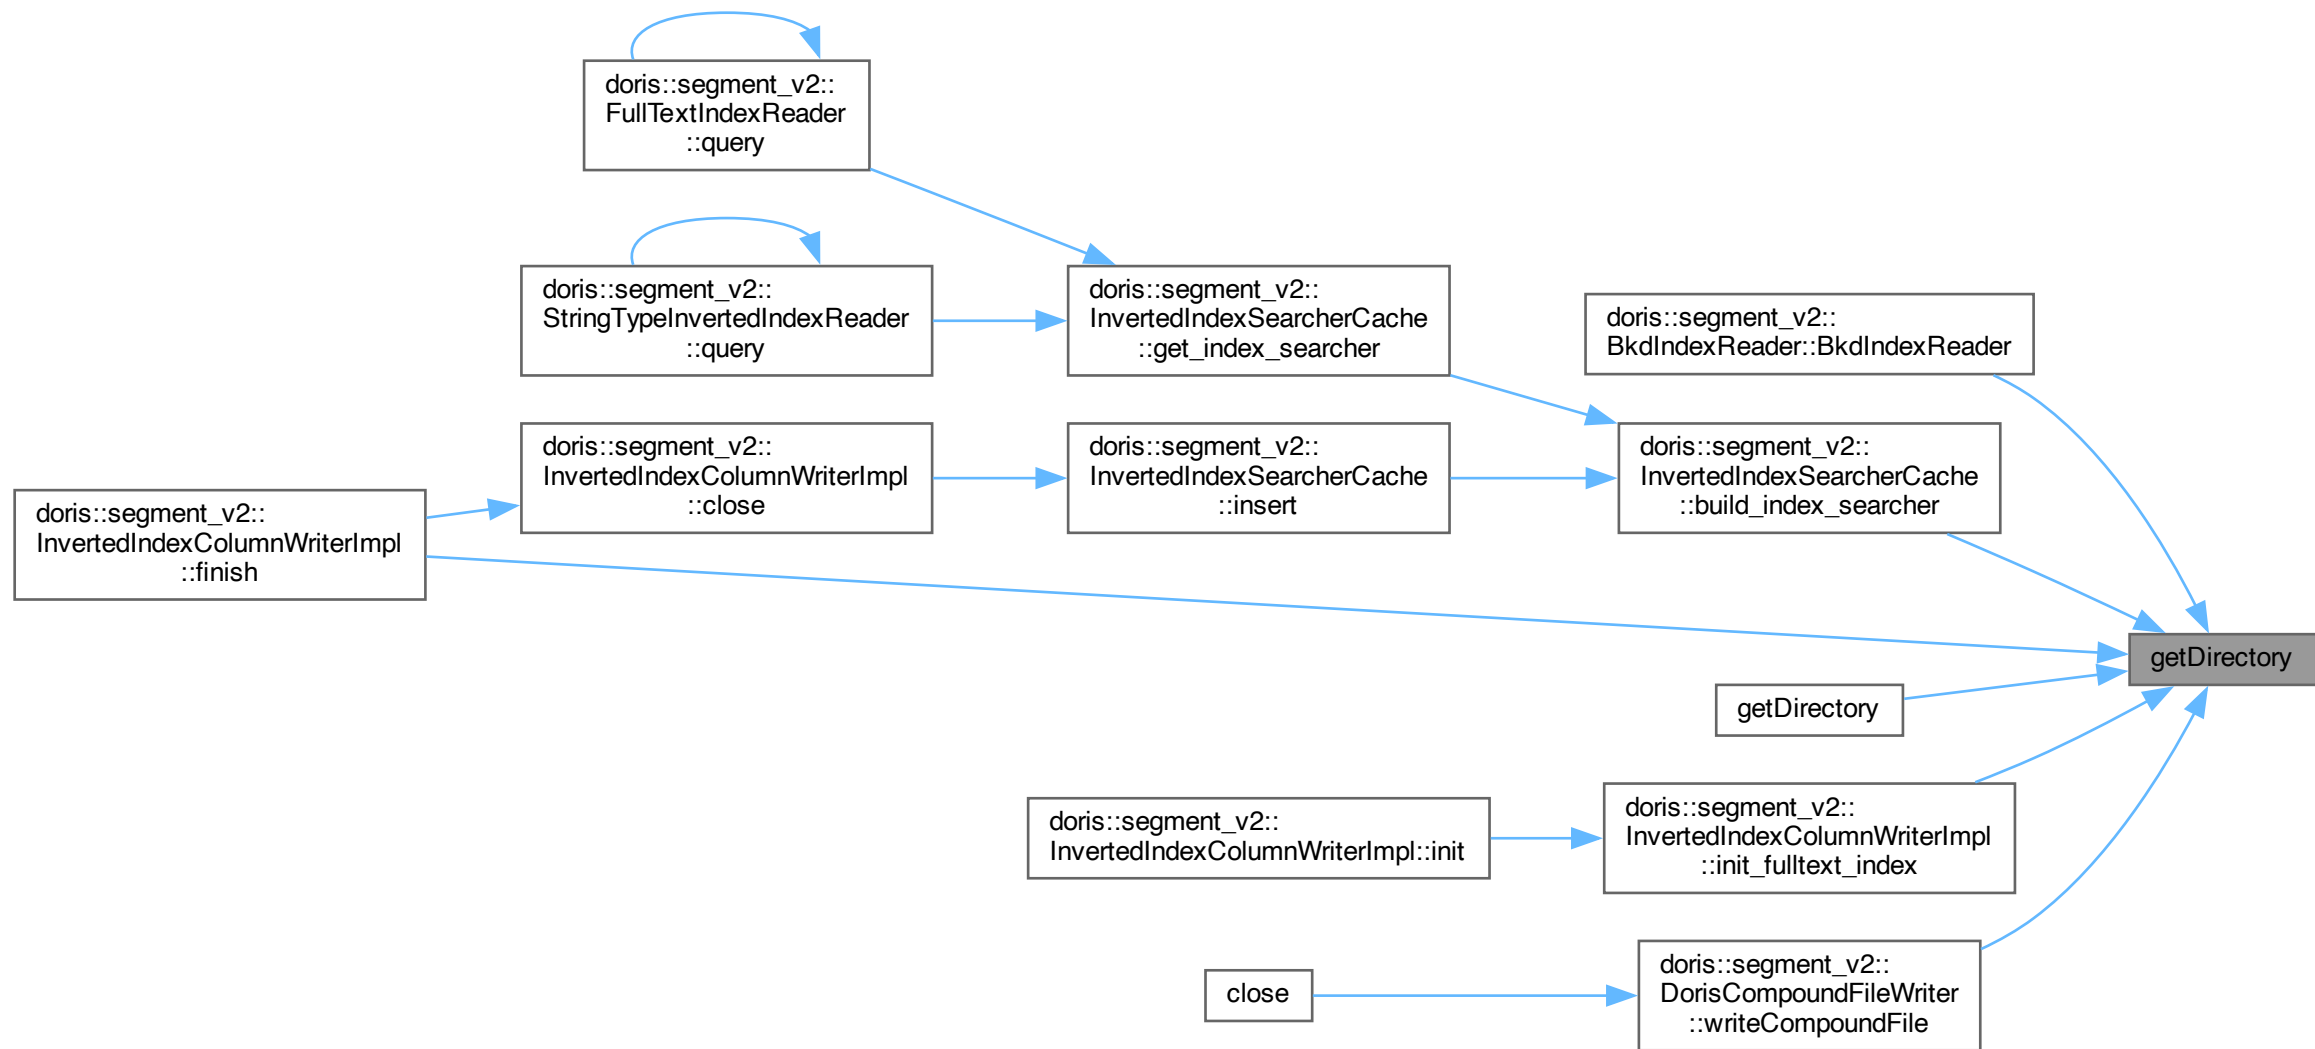 doris::segment_v2::
FullTextIndexReader
::query
doris::segment_v2::
StringTypeInvertedIndexReader
::query
doris::segment_v2::
InvertedIndexSearcherCache
::get_index_searcher
doris::segment_v2::
BkdIndexReader::BkdIndexReader
doris::segment_v2::
InvertedIndexColumnWriterImpl
::finish
doris::segment_v2::
InvertedIndexColumnWriterImpl
::close
doris::segment_v2::
InvertedIndexSearcherCache
::insert
doris::segment_v2::
InvertedIndexSearcherCache
::build_index_searcher
getDirectory
getDirectory
doris::segment_v2::
InvertedIndexColumnWriterImpl::init
doris::segment_v2::
InvertedIndexColumnWriterImpl
::init_fulltext_index
close
doris::segment_v2::
DorisCompoundFileWriter
::writeCompoundFile